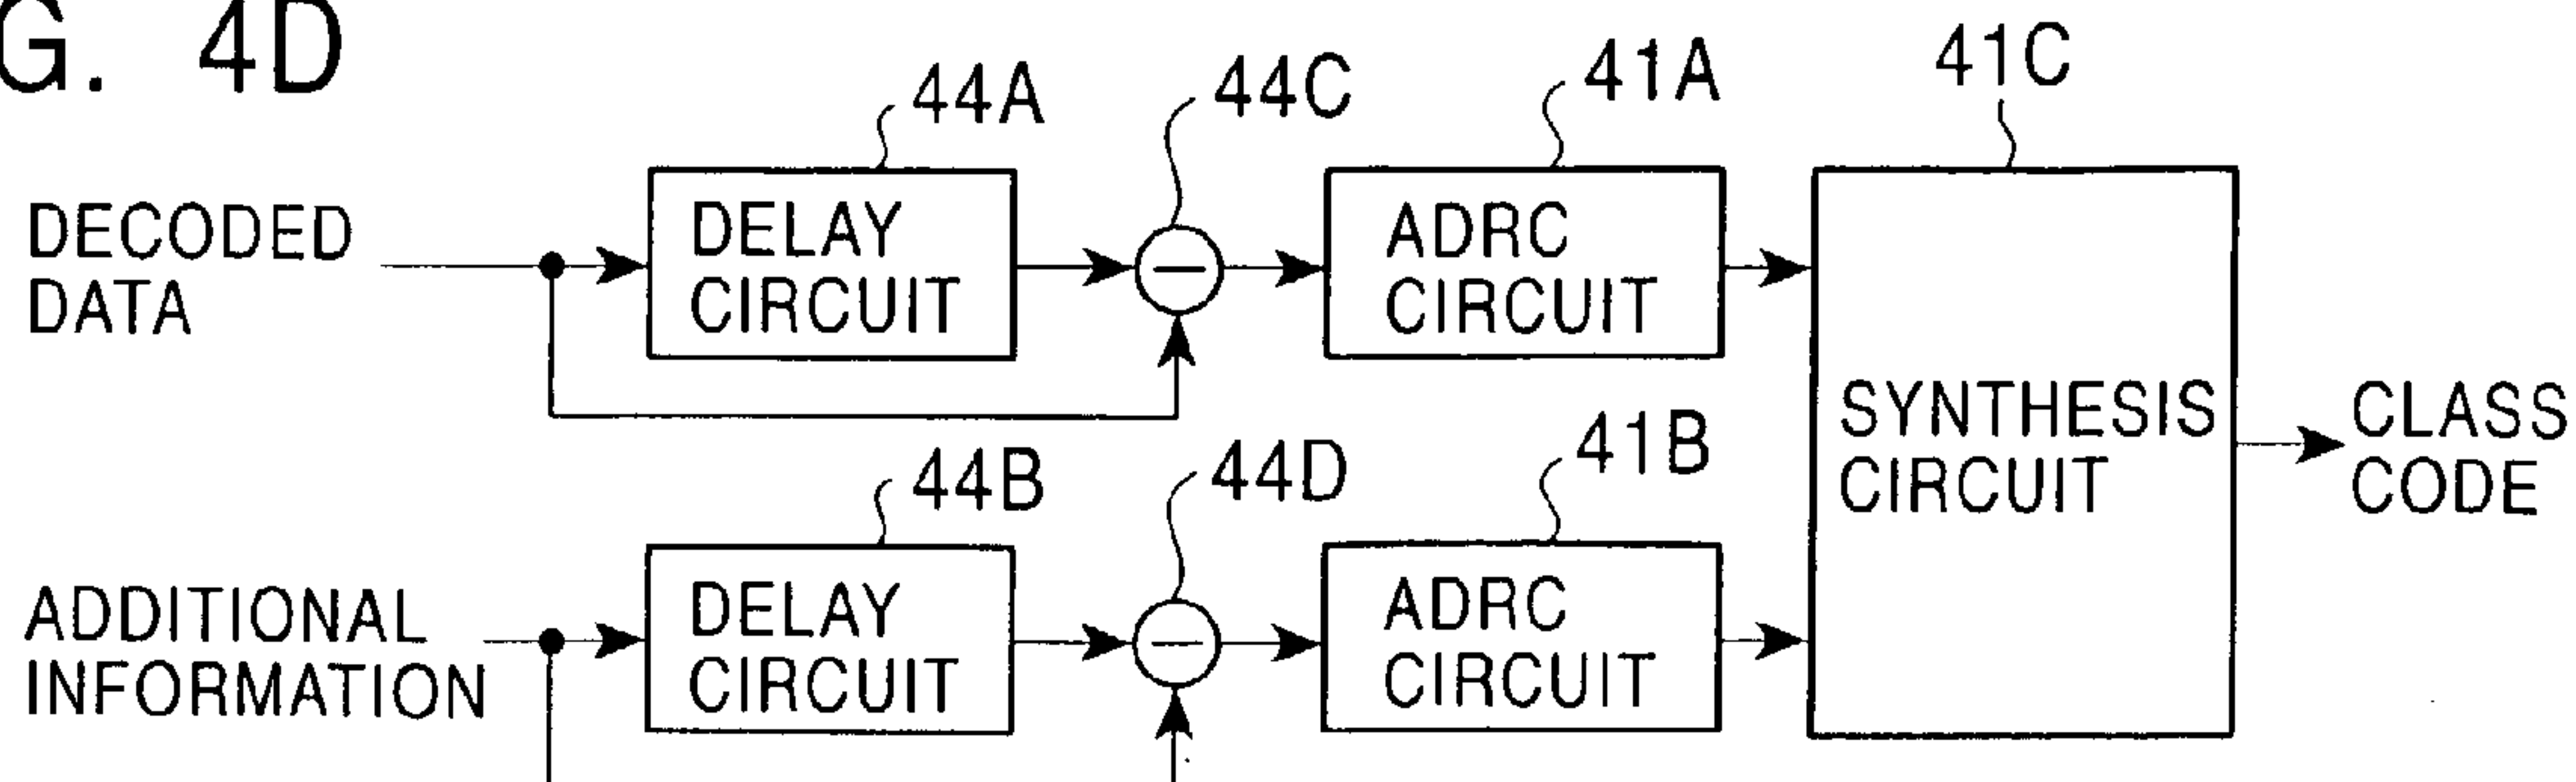 G. 4D
44A
44C
41A
41C
DECODED
DATA
DELAY
CIRCUIT
ADRC
CIRCUIT
SYNTHESIS
CIRCUIT
CLASS
CODE
44B
44D
41B
ADDITIONAL
INFORMATION
DELAY
CIRCUIT
ADRC
CIRCUIT